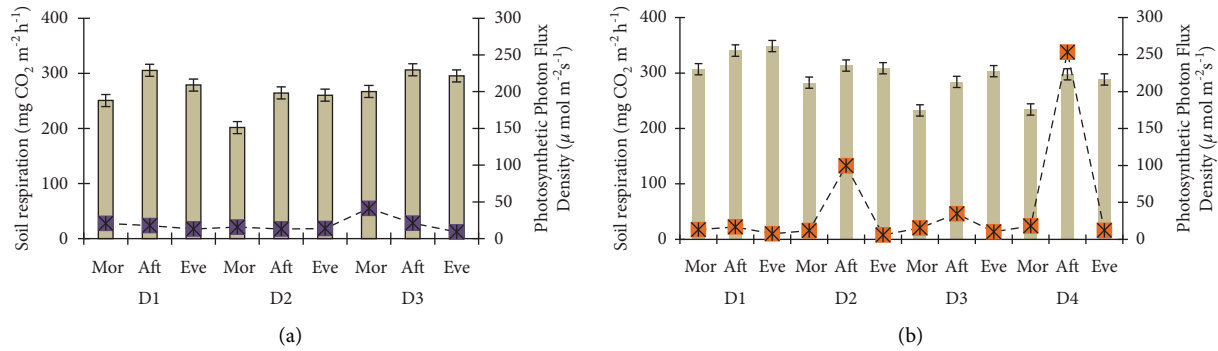 Soil respiration (mg CO2 m-2 h-1)
400
300
200
100
0
300
250
200
150
100
50
0
Photosynthetic Photon Flux
Density (µ mol m-2s-1)
Mor Aft Eve Mor Aft Eve Mor Aft Eve
D1 D2 D3
(a)
Soil respiration (mg CO2 m-2 h-1)
400
300
200
100
0
300
250
200
150
100
50
0
Photosynthetic Photon Flux
Density (µ mol m-2s-1)
Mor Aft Eve Mor Aft Eve Mor Aft Eve Mor Aft Eve
D1 D2 D3 D4
(b)